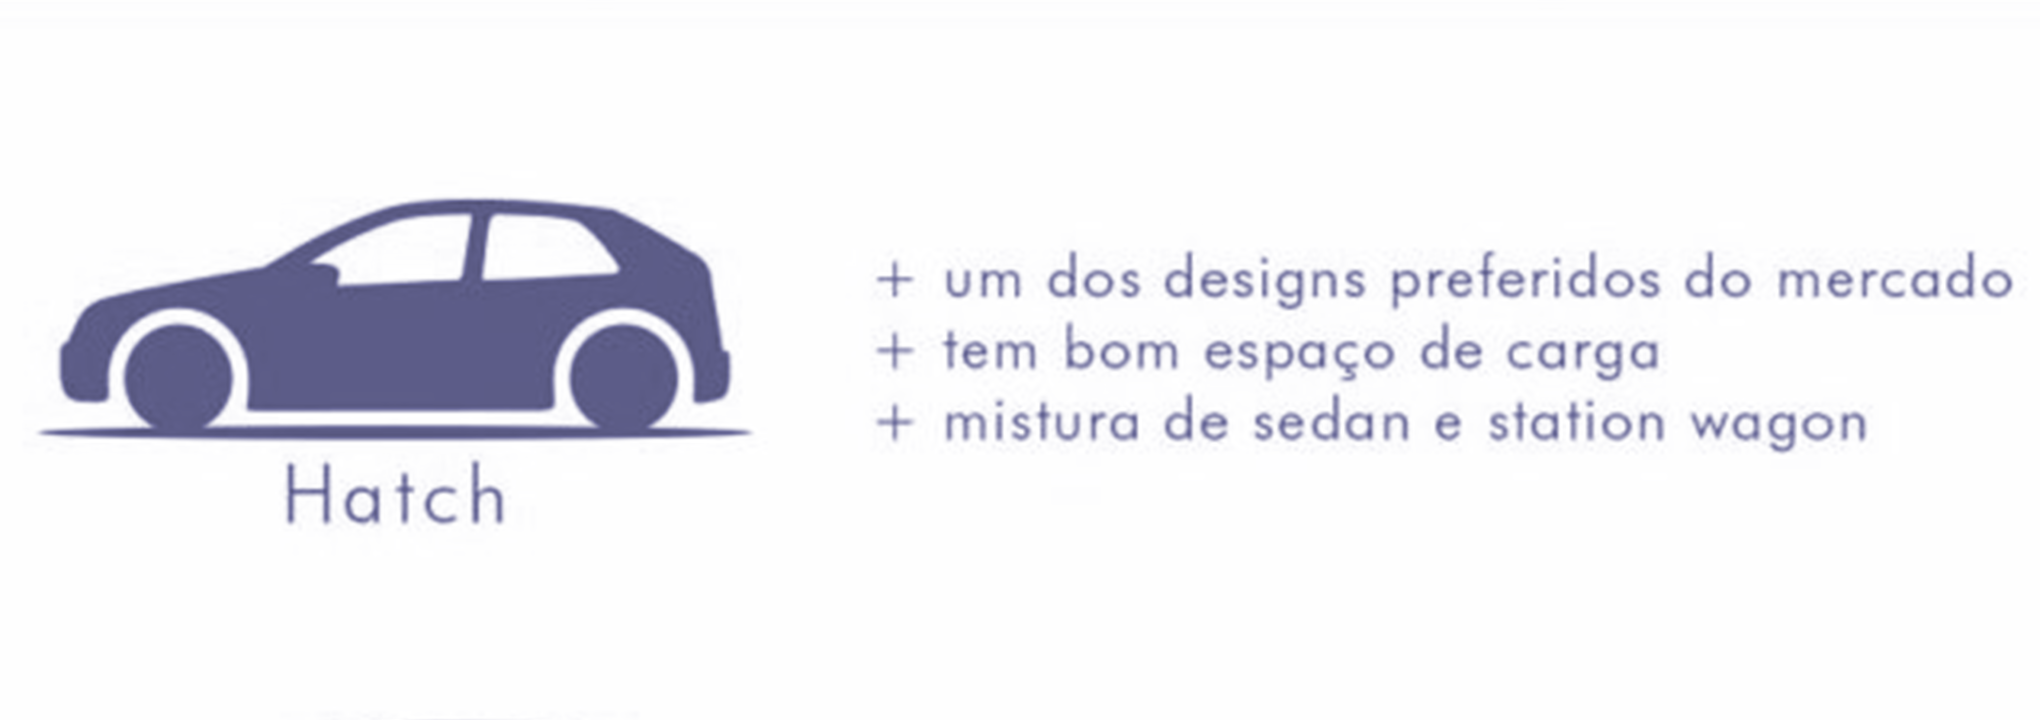 + um dos designs preferidos do mercado
+ tem bom espaço de carga
+ mistura de sedan e station wagon
Hatch